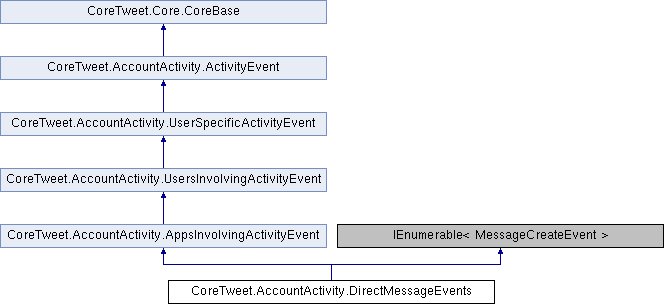 CoreTweet.Core.CoreBase
CoreTweet.AccountActivity.ActivityEvent
CoreTweet.AccountActivity.UserSpecificActivityEvent
CoreTweet.AccountActivity.UsersInvolvingActivityEvent
CoreTweet.AccountActivity.AppsInvolvingActivityEvent
IEnumerable< MessageCreateEvent >
CoreTweet.AccountActivity.DirectMessageEvents